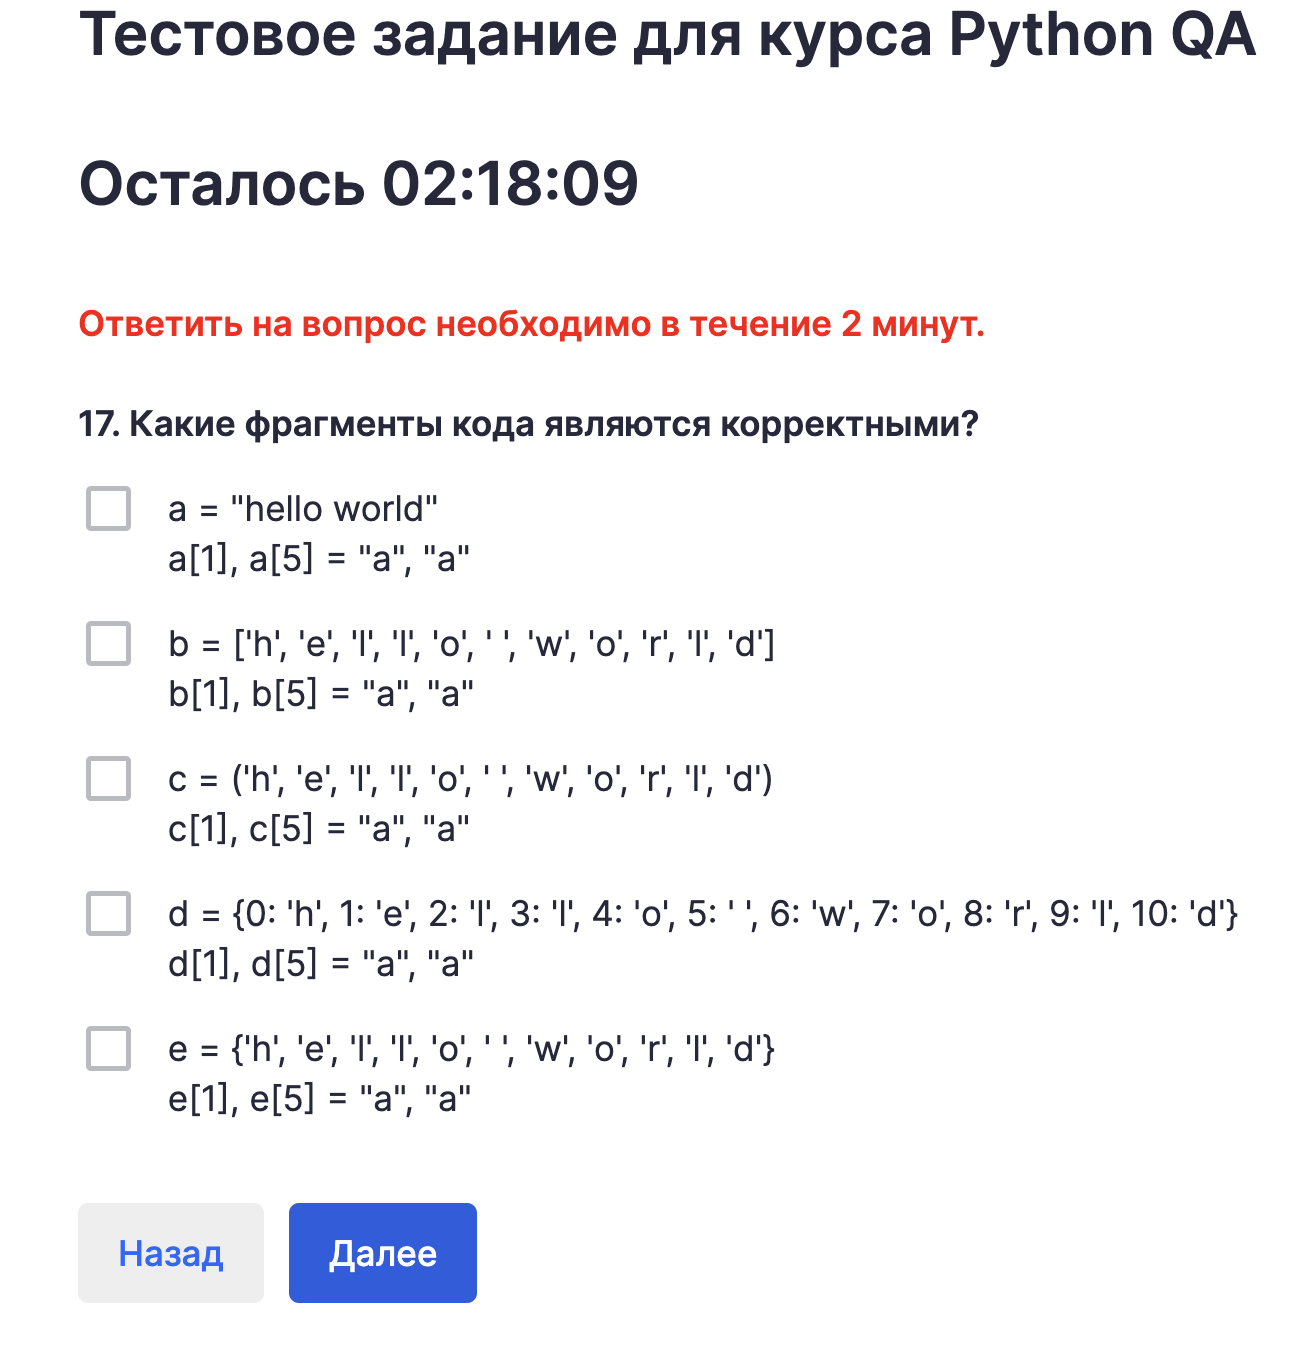 Тестовое задание для курса Python QA
Осталось 02:18:09
Ответить на вопрос необходимо в течение 2 минут.
17. Какие фрагменты кода являются корректными?
a = "hello world"
a[1], a[5] = "a", "a"
b = ['h', 'e', 'l', 'l', 'o', ' ', 'w', 'o', 'r', 'l', 'd']
b[1], b[5] = "a", "a"
c = ('h', 'e', 'l', 'l', 'o', ' ', 'w', 'o', 'r', 'l', 'd')
c[1], c[5] = "a", "a"
d = {0: 'h', 1: 'e', 2: 'l', 3: 'l', 4: 'o', 5: ' ', 6: 'w', 7: 'o', 8: 'r', 9: 'l', 10: 'd'}
d[1], d[5] = "a", "a"
e = {'h', 'e', 'l', 'l', 'o', ' ', 'w', 'o', 'r', 'l', 'd'}
e[1], e[5] = "a", "a"
Назад Далее